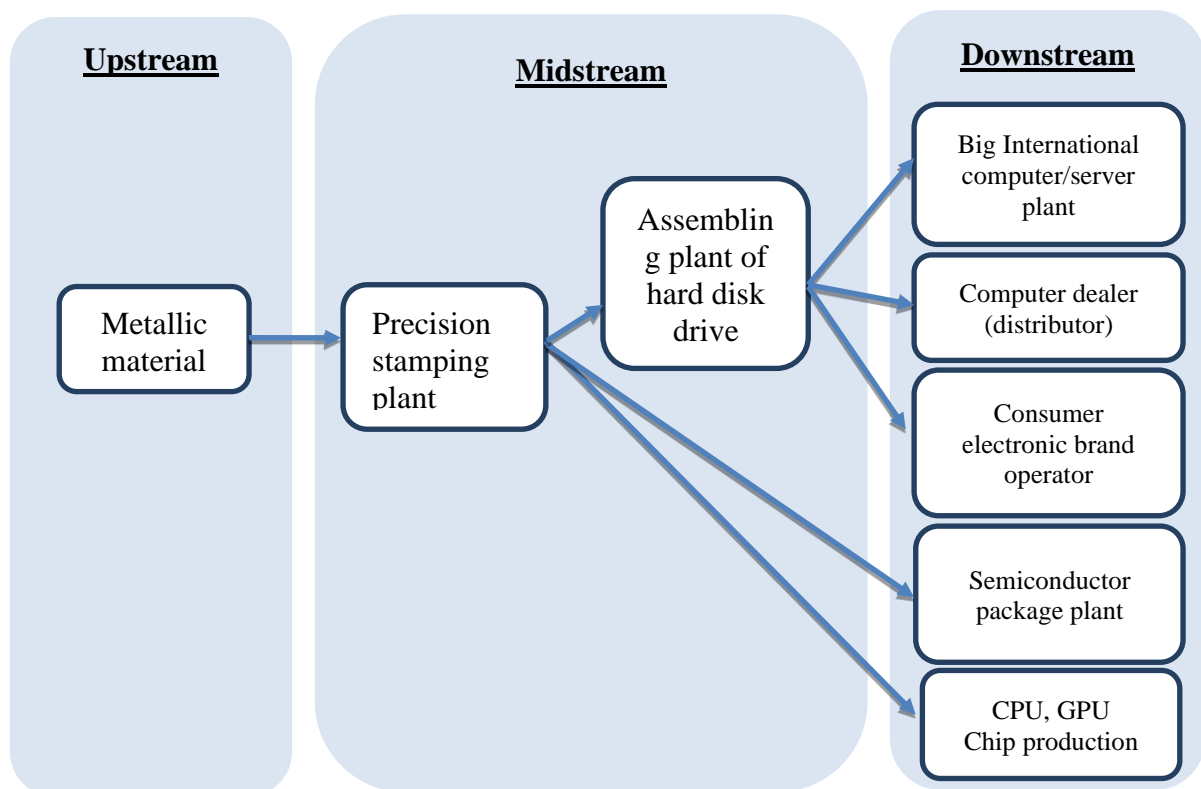 Upstream
Midstream
Downstream
Metallic
material
Precision
stamping
plant
Assemblin
g plant of
hard disk
drive
Big International
computer/server
plant
Computer dealer
(distributor)
Consumer
electronic brand
operator
Semiconductor
package plant
CPU, GPU
Chip production